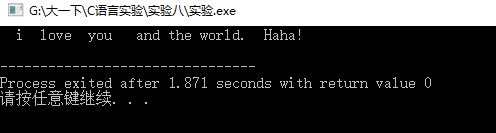 G:\大一下\C语言实验\实验八\实验.exe
  i  love  you   and the world.  Haha!
--------------------------------
Process exited after 1.871 seconds with return value 0
请按任意键继续. . .